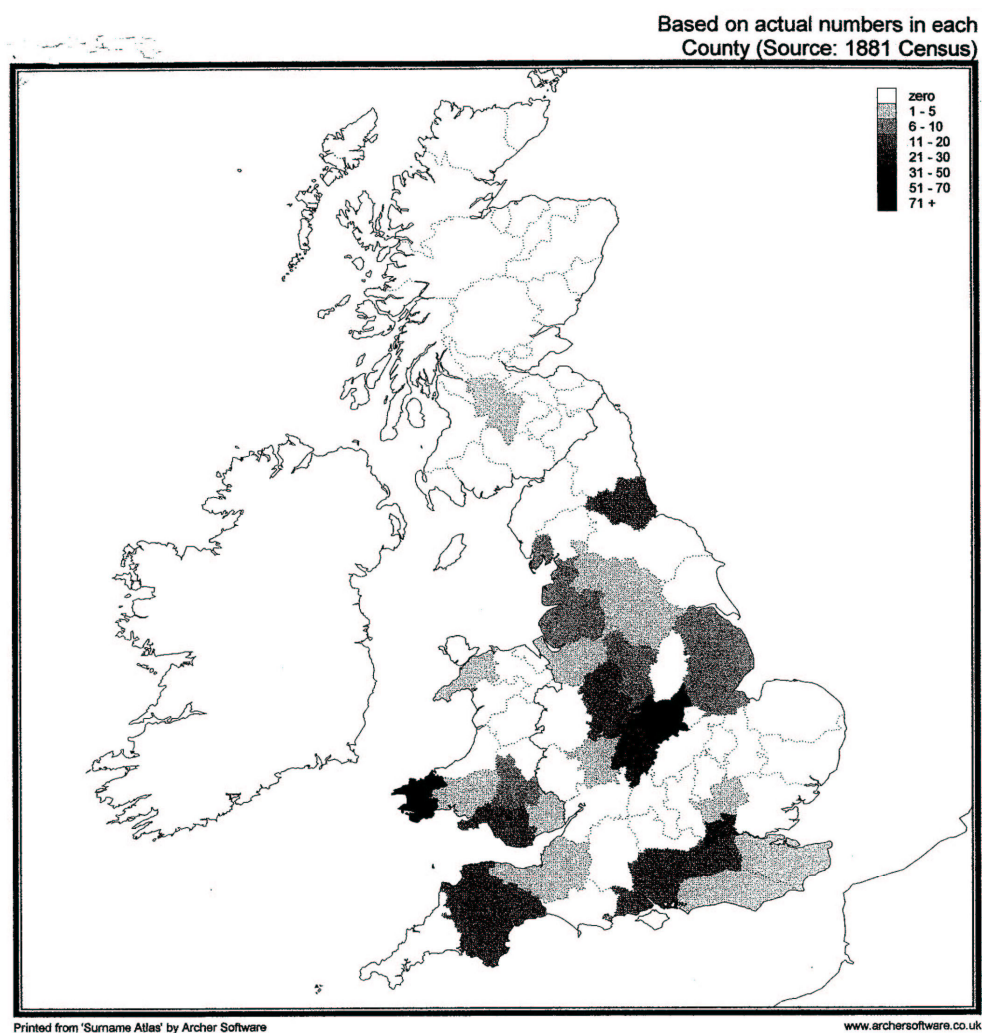 Based on actual numbers in each
County (Source: 1881 Census)
zero
1 - 5
6 - 10
11 - 20
21 - 30
31 - 50
51 - 70
71 +
Printed from 'Surname Atlas' by Archer Software
www.archersoftware.co.uk